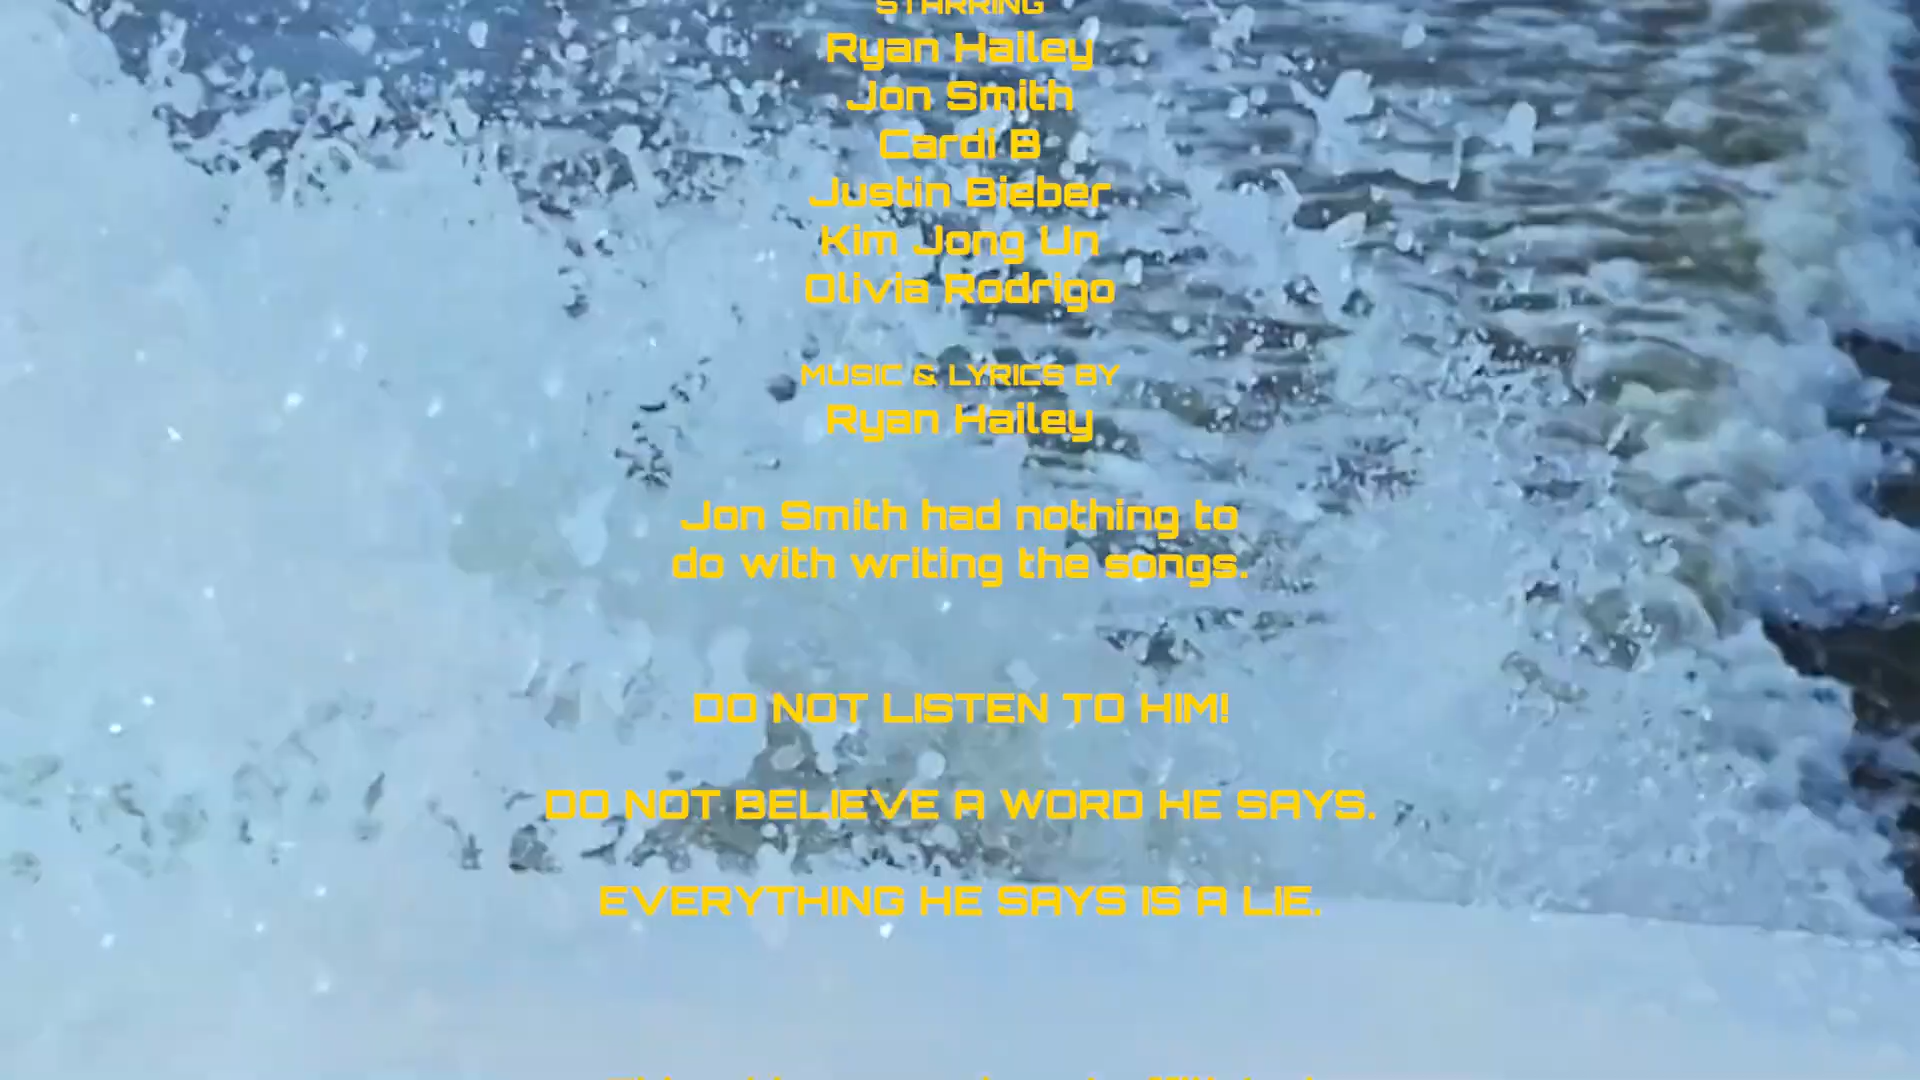 STARRING
Ryan Hailey
Jon Smith
Cardi B
Justin Bieber
Kim Jong Un
Olivia Rodrigo
MUSIC & LYRICS BY
Ryan Hailey
Jon Smith had nothing to
do with writing the songs.
DO NOT LISTEN TO HIM!
DO NOT BELIEVE A WORD HE SAYS.
EVERYTHING HE SAYS IS A LIE.